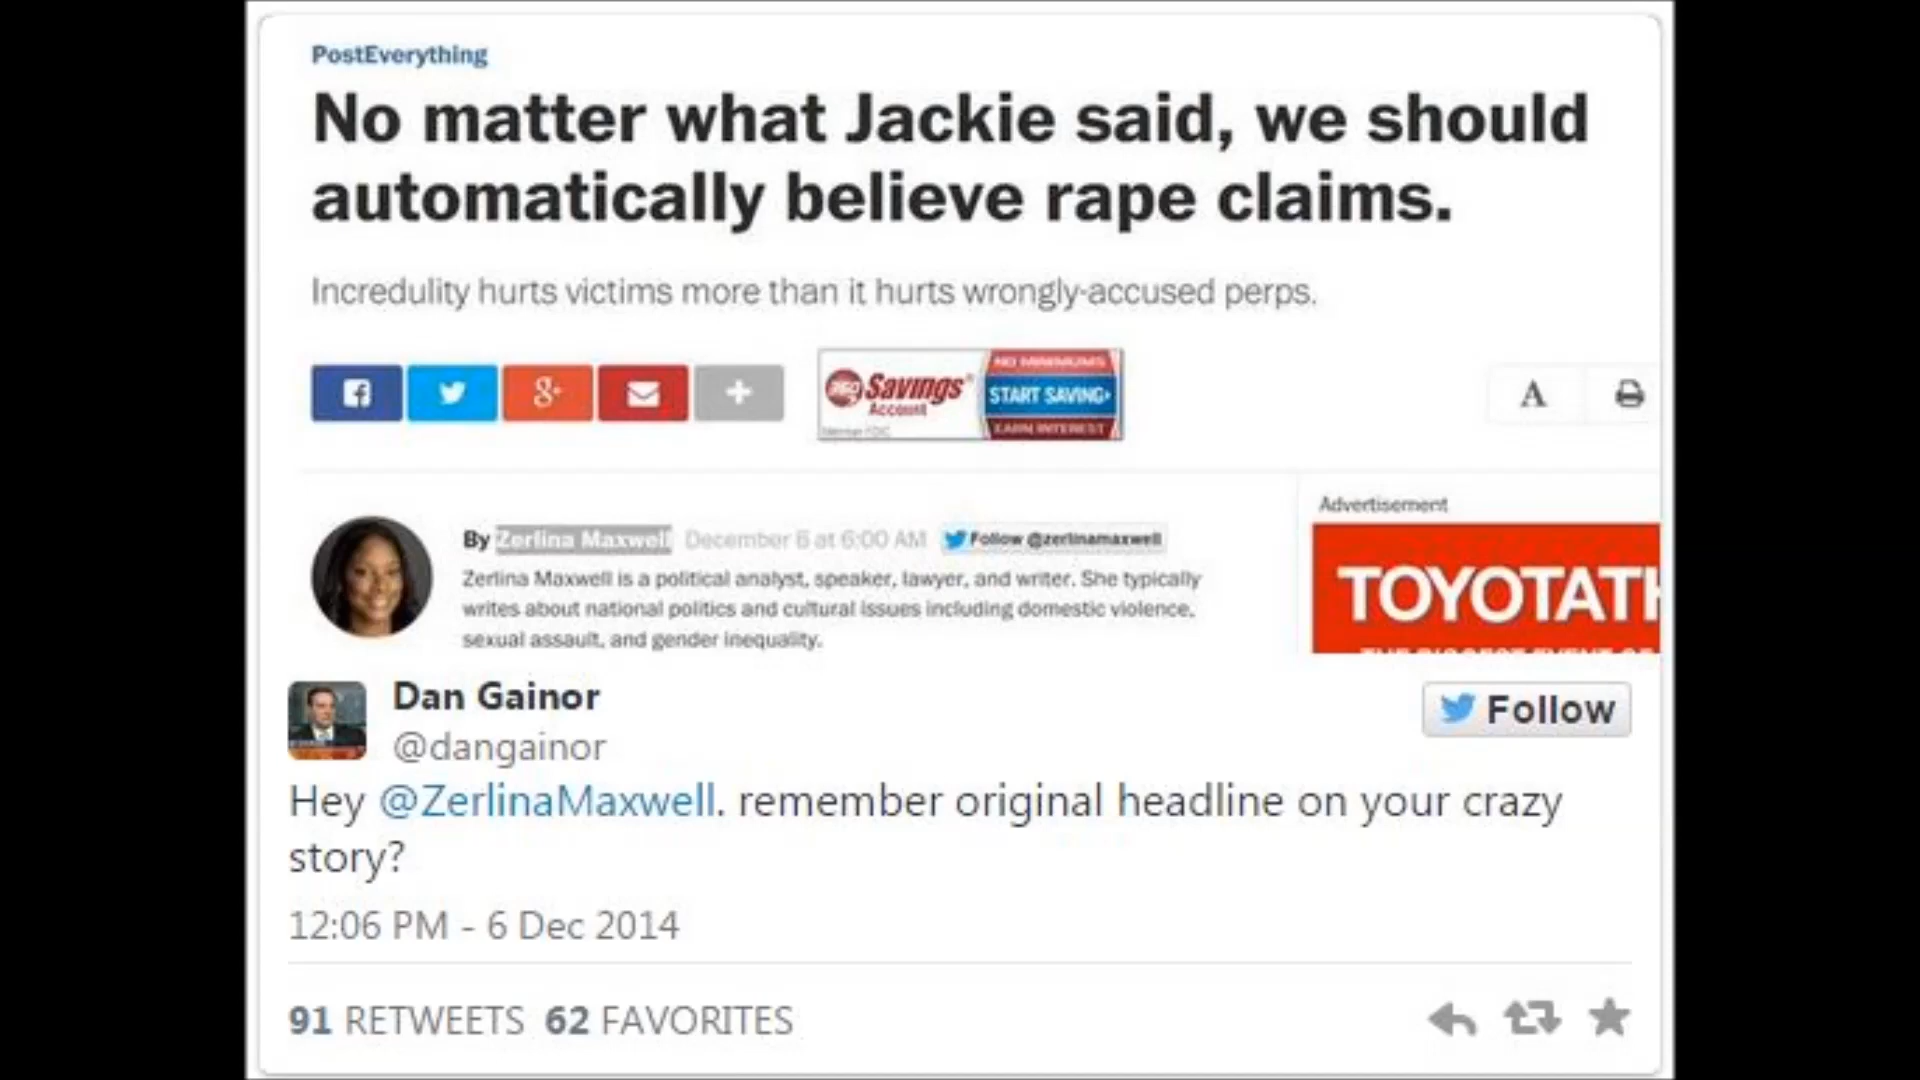 PostEverything
No matter what Jackie said, we should
automatically believe rape claims.
Incredulity hurts victims more than it hurts wrongly-accused perps.
360 Savings® Account
Member FDIC
NO MINIMUMS
START SAVING
EARN INTEREST
A
By Zerlina Maxwell December 6 at 6:00 AM Follow @zerlinamaxwell
Zerlina Maxwell is a political analyst, speaker, lawyer, and writer. She typically
writes about national politics and cultural issues including domestic violence,
sexual assault, and gender inequality.
Advertisement
TOYOTATH
Dan Gainor
@dangainor
Follow
Hey @ZerlinaMaxwell. remember original headline on your crazy
story?
12:06 PM - 6 Dec 2014
91 RETWEETS 62 FAVORITES